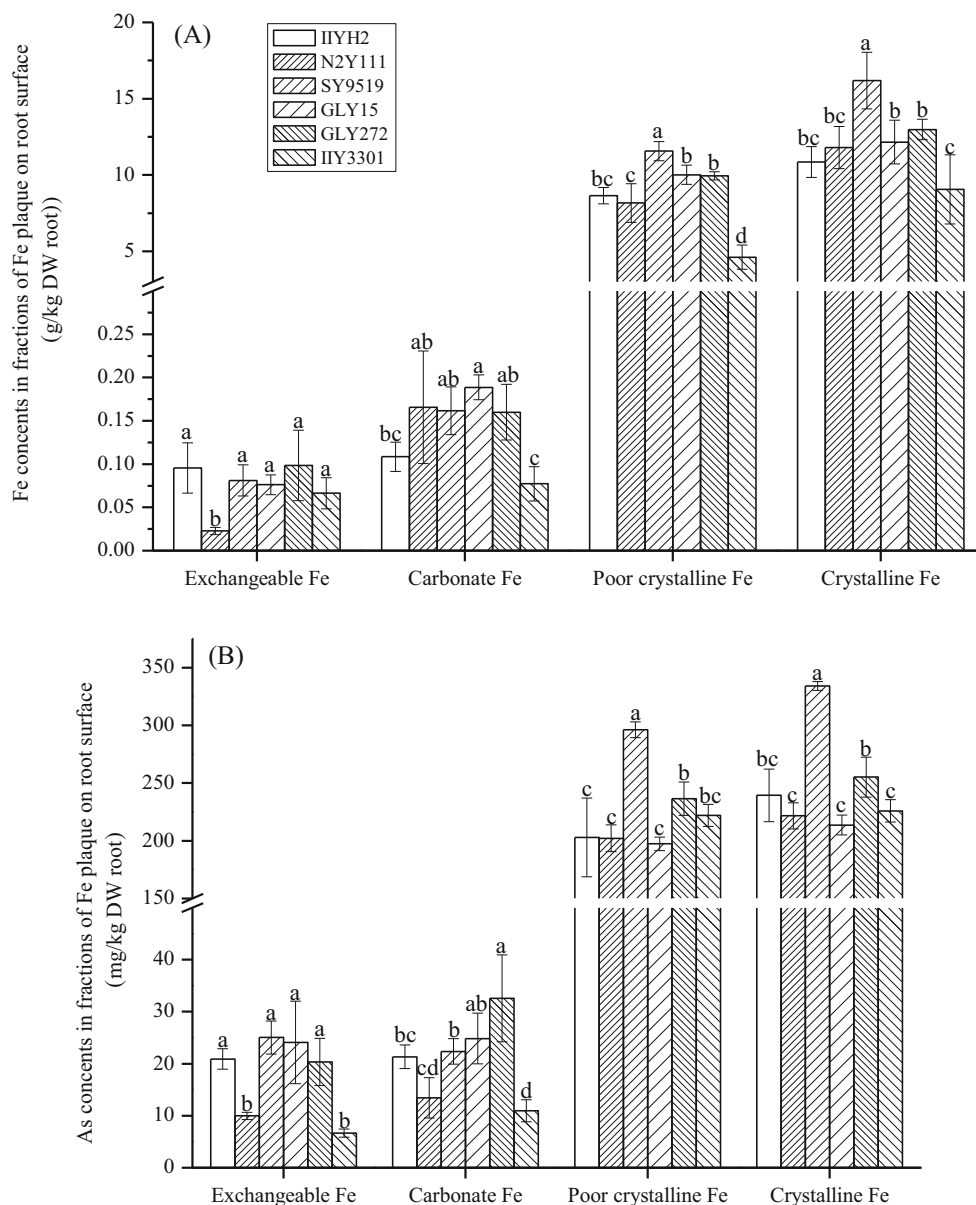 (A)
IIYH2
N2Y111
SY9519
GLY15
GLY272
IIY3301
Fe concents in fractions of Fe plaque on root surface
(g/kg DW root))
20
15
10
5
0.25
0.20
0.15
0.10
0.05
0.00
a b a a a a
bc ab ab a ab c
bc c a b b d
bc b a b b c
Exchangeable Fe Carbonate Fe Poor crystalline Fe Crystalline Fe
(B)
As concents in fractions of Fe plaque on root surface
(mg/kg DW root)
350
300
250
200
150
40
30
20
10
0
a b a a a b
bc cd b ab a d
c c a c b bc
bc c a c b c
Exchangeable Fe Carbonate Fe Poor crystalline Fe Crystalline Fe